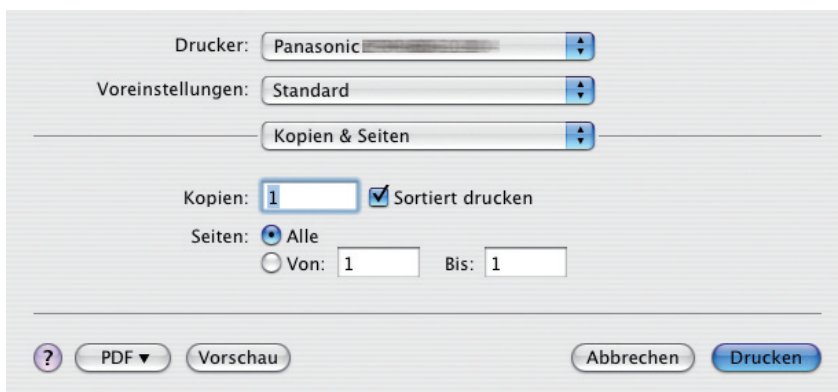 Drucker: Panasonic
Voreinstellungen: Standard
Kopien & Seiten
Kopien: 1 Sortiert drucken
Seiten: Alle
Von: 1 Bis: 1
? PDF Vorschau Abbrechen Drucken